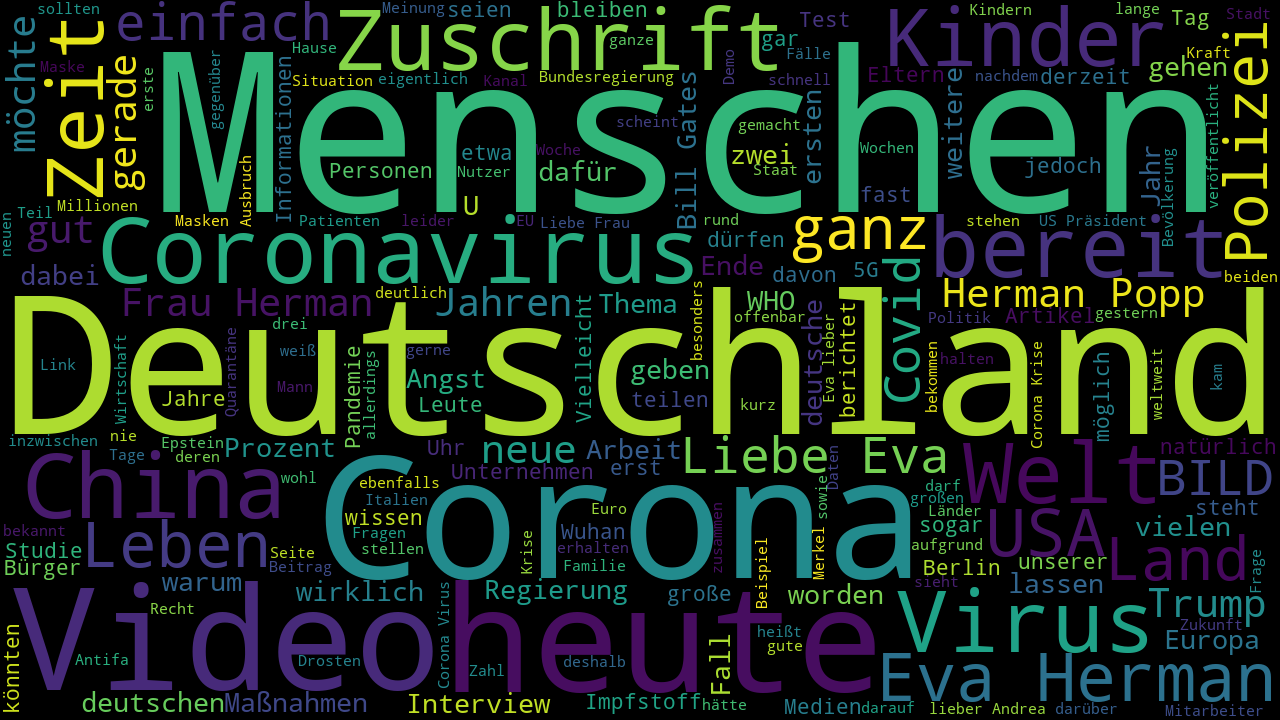 sollten
einfach
Zuschrift
Meinung
seien
bleiben
ganze
Test
gar
Fälle
Kinder
Kindern
lange
Tag
Stadt
Kraft
möchte
Maske
Zeit
gerade
erste
gegenüber
Hause
Situation
eigentlich
Kanal
Bundesregierung
Demo
schnell
Eltern
nachdem
derzeit
gehen
Polizei
Menschen
Informationen
Ausbruch
Personen
etwa
Nutzer
Woche
dafür
scheint
Bill Gates
gemacht
zwei
Staat
ersten
Wochen
fast
weitere
jedoch
Jahr
Bevölkerung
veröffentlicht
Millionen
Teil
neuen
gut
Masken
Patienten
leider
U
EU
Liebe Frau
rund
dürfen
ganz
stehen
US Präsident
bereit
beiden
dabei
Coronavirus
Ende
davon
5G
Covid
Frau Herman
deutlich
Jahren
Thema
besonders
WHO
offenbar
deutsche
Eva lieber
berichtet
Herman Popp
Politik
Artikel
gestern
Deutschland
Link
Wirtschaft
drei
weiß
Jahre
Quarantäne
Mann
Pandemie
allerdings
gerne
Angst
Leute
Vielleicht
geben
teilen
kurz
bekommen
halten
Corona Krise
möglich
weltweit
kam
inzwischen
nie
Tage
Epstein
deren
Prozent
Uhr
neue
Unternehmen
Arbeit
erst
Liebe Eva
Daten
Welt
natürlich
BILD
China
wohl
ebenfalls
Italien
wissen
Fragen
stellen
Corona
Euro
Wuhan
erhalten
Familie
Krise
zusammen
Beispiel
Merkel
sowie
darf
großen
Länder
sogar
aufgrund
USA
steht
vielen
bekannt
Studie
Bürger
Leben
Seite
Beitrag
warum
wirklich
Regierung
große
worden
sieht
Berlin
unserer
lassen
Land
Frage
Video
Recht
Corona Virus
heute
Virus
Trump
Zukunft
Europa
könnten
Antifa
Drosten
Zahl
deshalb
Fall
heißt
gute
Eva Herman
deutschen
Maßnahmen
Interview
Impfstoff
hätte
Medien
darauf
lieber Andrea
darüber
Mitarbeiter